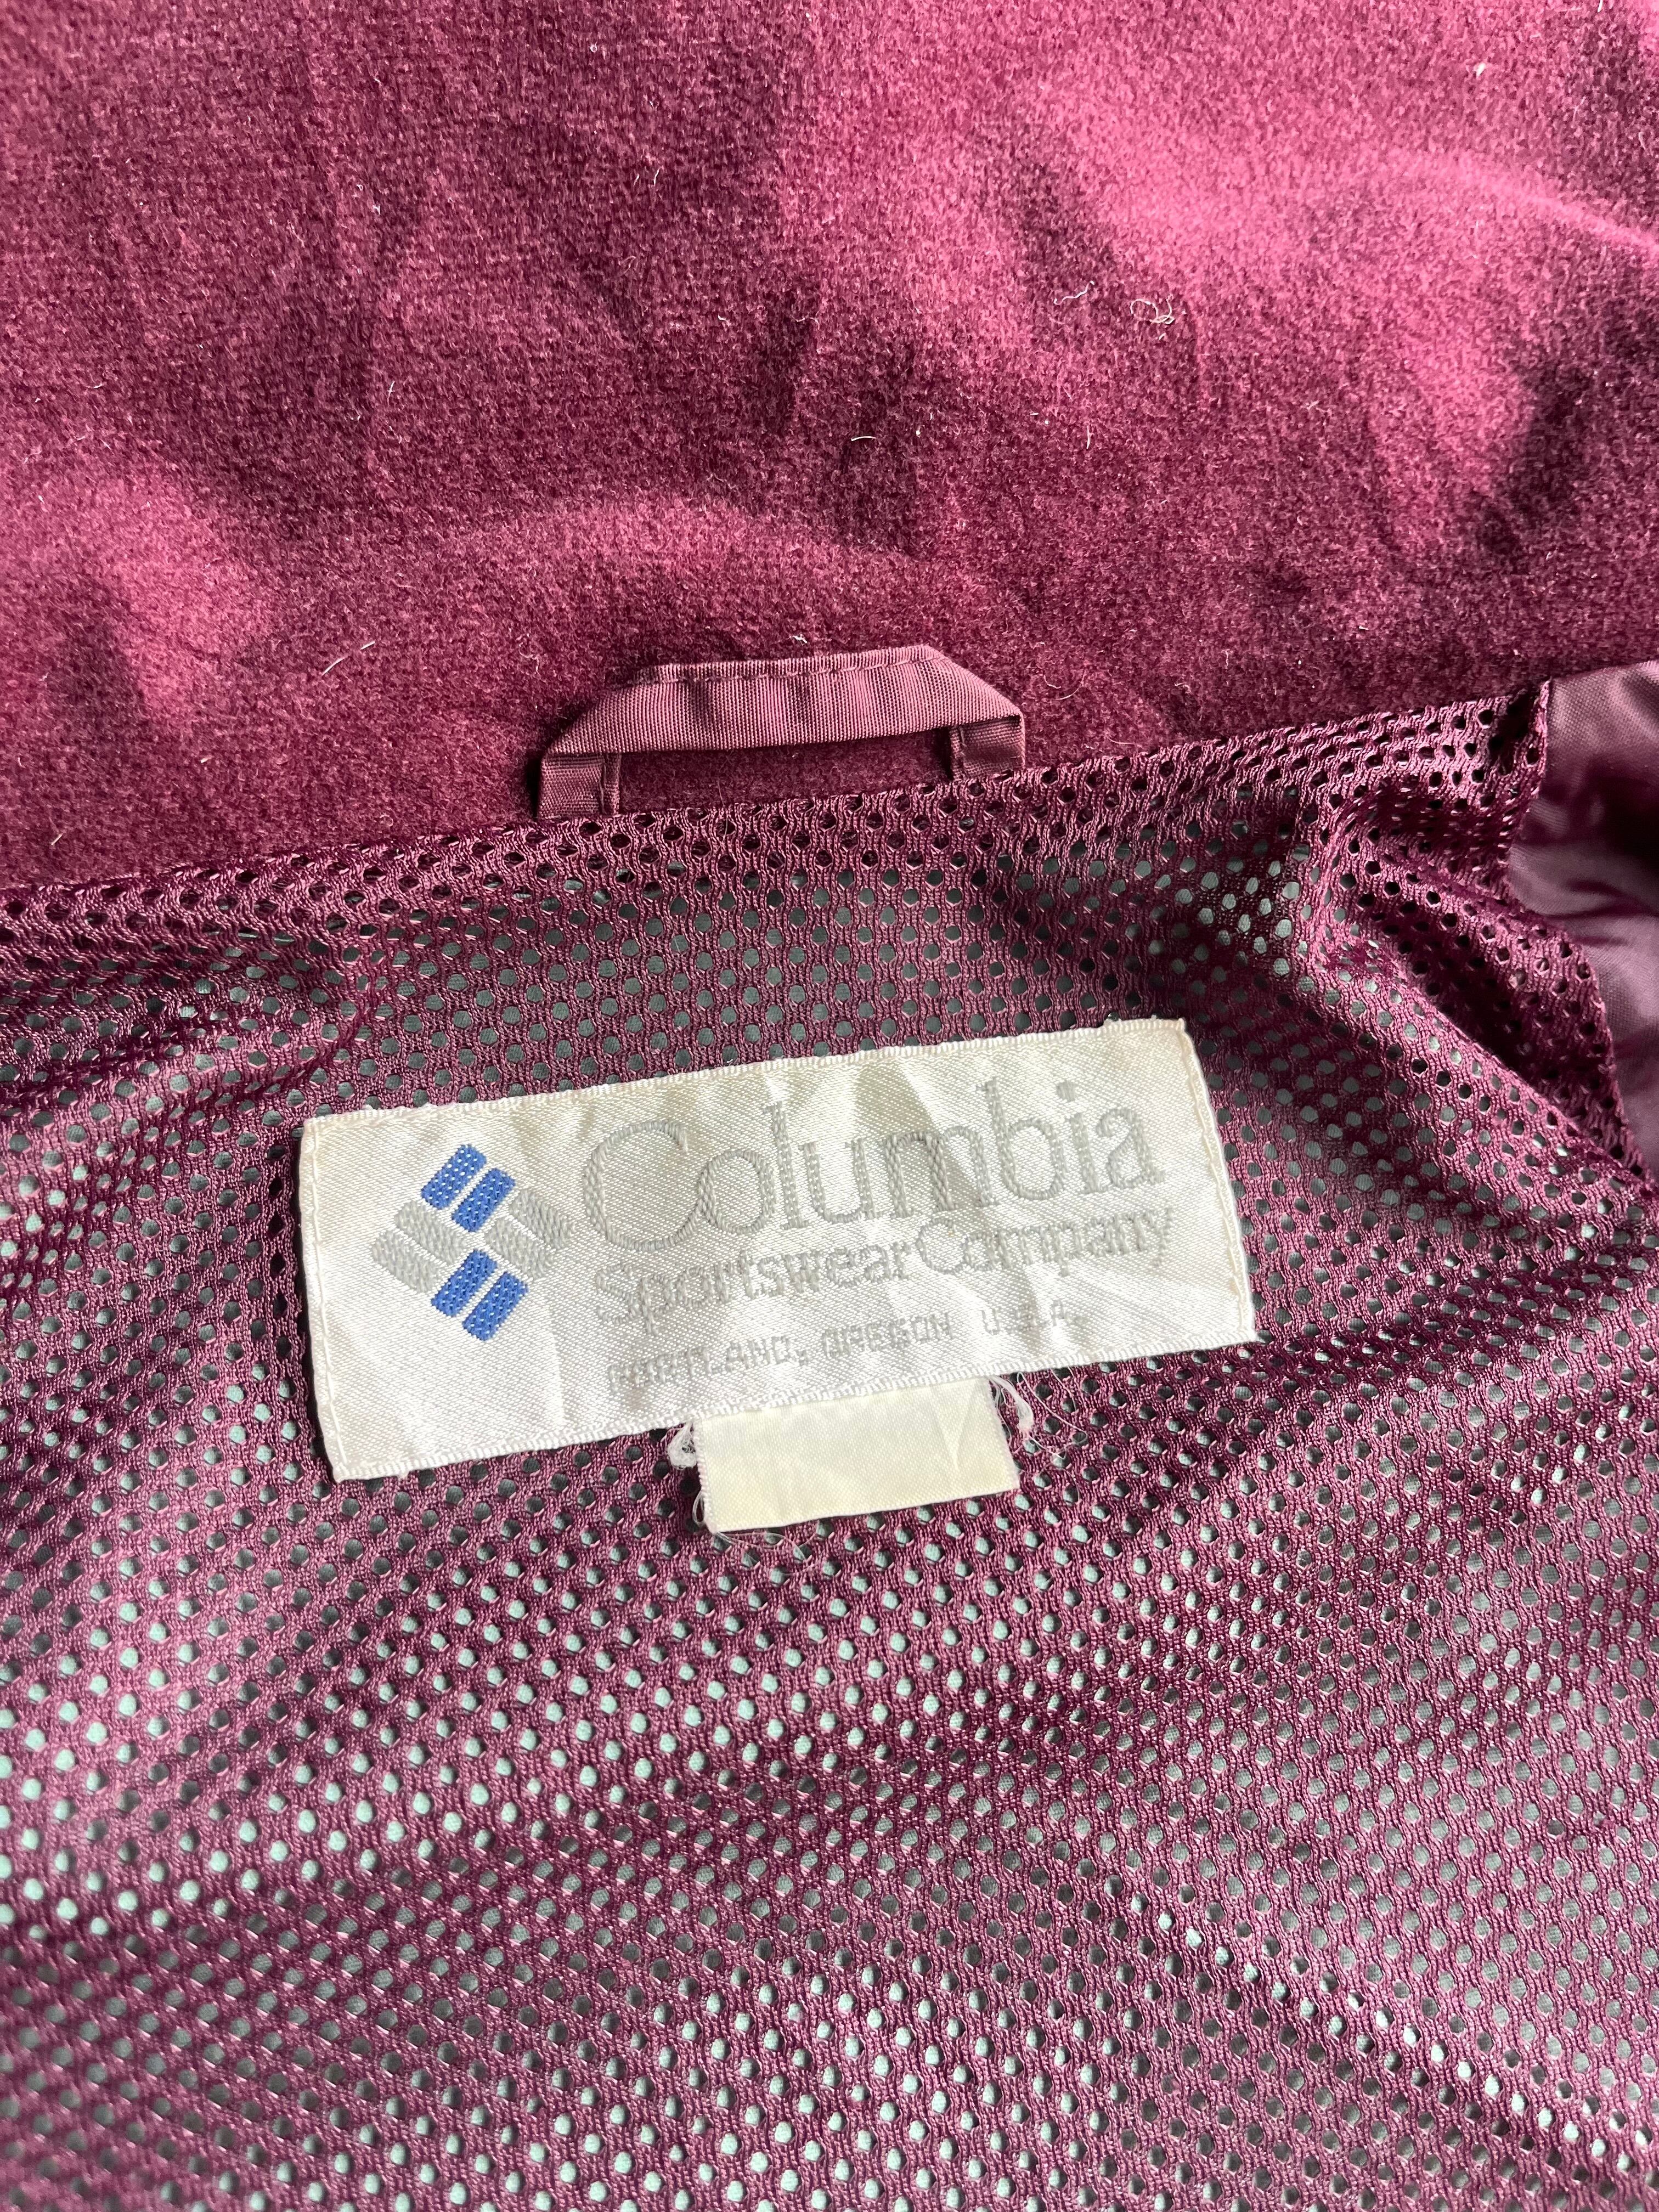 Columbia
Sportswear Company
PORTLAND, OREGON U.S.A.